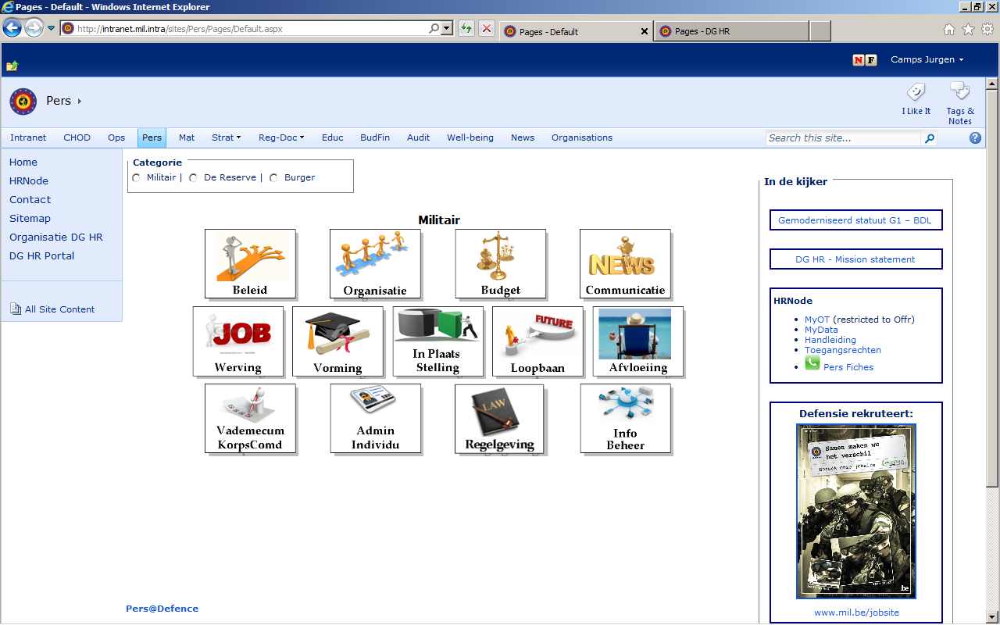 Pages - Default - Windows Internet Explorer
http://intranet.mil.intra/sites/Pers/Pages/Default.aspx
Pages - Default
Pages - DG HR
N F
Camps Jurgen
Pers
I Like It
Tags & Notes
Intranet CHOD Ops Pers Mat Strat Reg-Doc Educ BudFin Audit Well-being News Organisations
Search this site...
Home
HRNode
Contact
Sitemap
Organisatie DG HR
DG HR Portal
All Site Content
Categorie
Militair | De Reserve | Burger
Militair
Beleid
Organisatie
Budget
NEWS
Communicatie
JOB
Werving
Vorming
In Plaats
Stelling
FUTURE
Loopbaan
Afvloeiing
Vademecum
KorpsComd
Admin
Individu
LAW
Regelgeving
Info
Beheer
Pers@Defence
In de kijker
Gemoderniseerd statuut G1 – BDL
DG HR - Mission statement
HRNode
MyOT (restricted to Offr)
MyData
Handleiding
Toegangsrechten
Pers Fiches
Defensie rekruteert:
Samen maken we
het verschil
Bezoek onze jobsite
.be
www.mil.be/jobsite